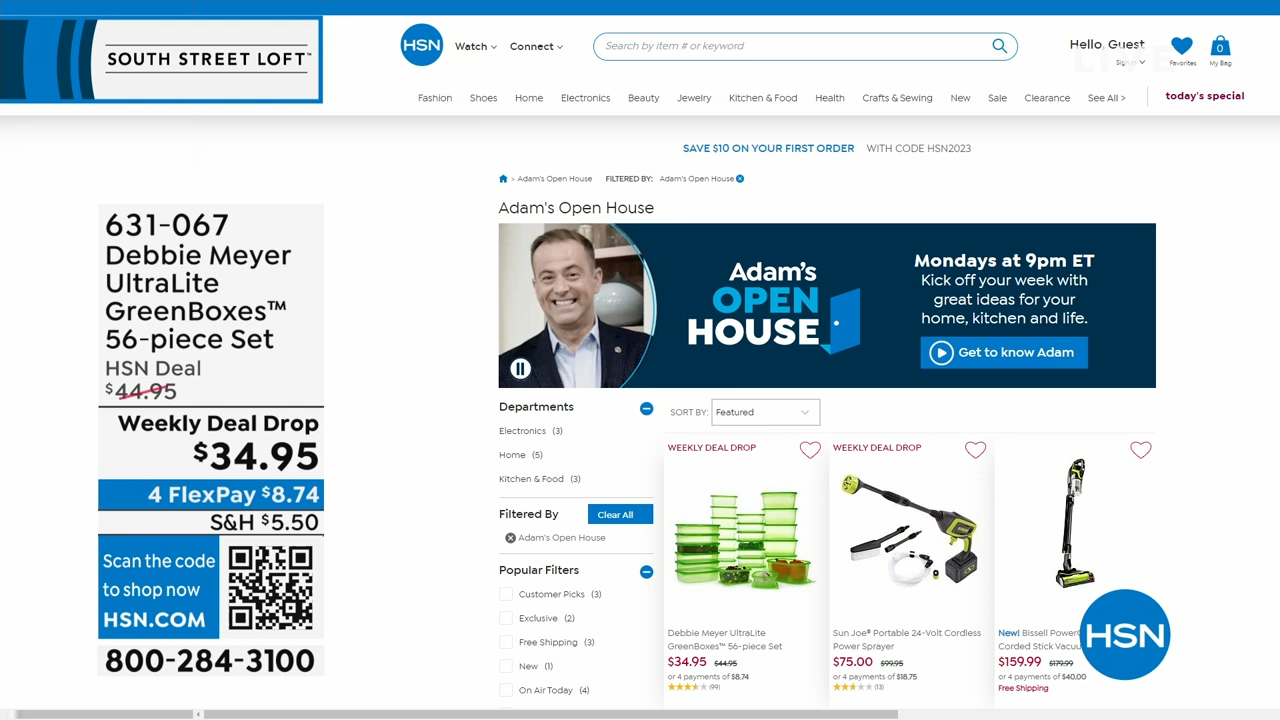 SOUTH STREET LOFT™
HSN
Watch
Connect
Search by item # or keyword
Hello, Guest
Sign In
LIVE
Favorites
0
My Bag
Fashion
Shoes
Home
Electronics
Beauty
Jewelry
Kitchen & Food
Health
Crafts & Sewing
New
Sale
Clearance
See All >
today's special
SAVE $10 ON YOUR FIRST ORDER WITH CODE HSN2023
> Adam's Open House FILTERED BY: Adam's Open House
Adam's Open House
Adam's
OPEN
HOUSE
Mondays at 9pm ET
Kick off your week with
great ideas for your
home, kitchen and life.
Get to know Adam
631-067
Debbie Meyer
UltraLite
GreenBoxes™
56-piece Set
HSN Deal
$44.95
Weekly Deal Drop
$34.95
4 FlexPay $8.74
S&H $5.50
Scan the code
to shop now
HSN.COM
800-284-3100
Departments
Electronics (3)
Home (5)
Kitchen & Food (3)
Filtered By
Clear All
Adam's Open House
Popular Filters
Customer Picks (3)
Exclusive (2)
Free Shipping (3)
New (1)
On Air Today (4)
SORT BY: Featured
WEEKLY DEAL DROP
Debbie Meyer UltraLite
GreenBoxes™ 56-piece Set
$34.95 $44.95
or 4 payments of $8.74
(99)
WEEKLY DEAL DROP
Sun Joe® Portable 24-Volt Cordless
Power Sprayer
$75.00 $99.95
or 4 payments of $18.75
(13)
New! Bissell Power
Corded Stick Vacuu
$159.99 $179.99
or 4 payments of $40.00
Free Shipping
HSN